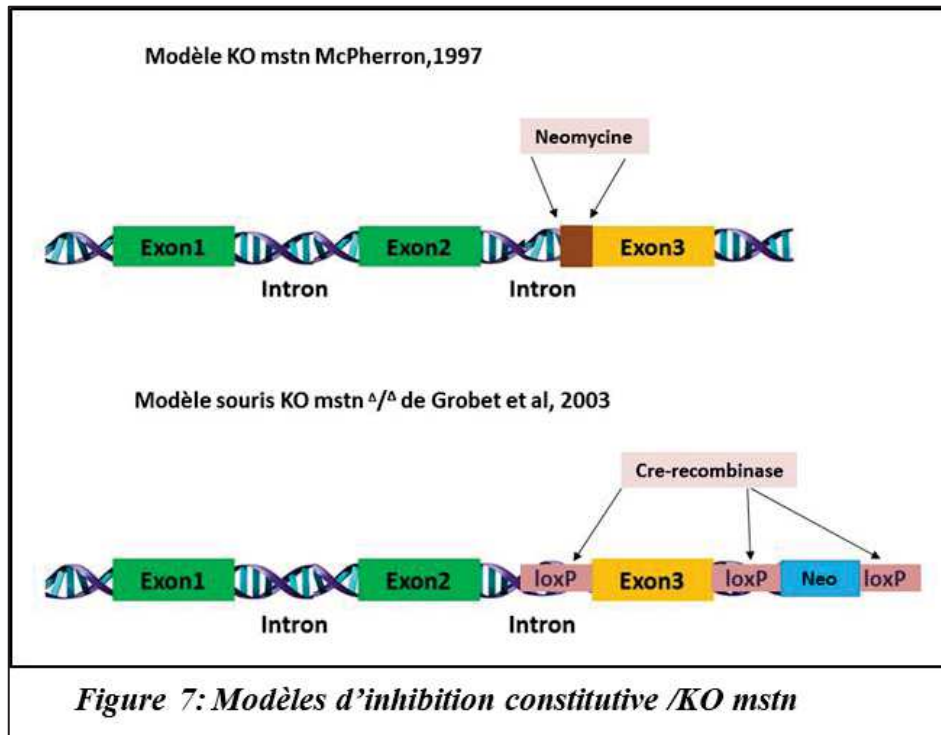 Modèle KO mstn McPherron,1997
Neomycine
Exon1 Exon2 Exon3
Intron Intron
Modèle souris KO mstn Δ/Δ de Grobet et al, 2003
Cre-recombinase
Exon1 Exon2 loxP Exon3 loxP Neo loxP
Intron Intron
Figure 7: Modèles d'inhibition constitutive /KO mstn